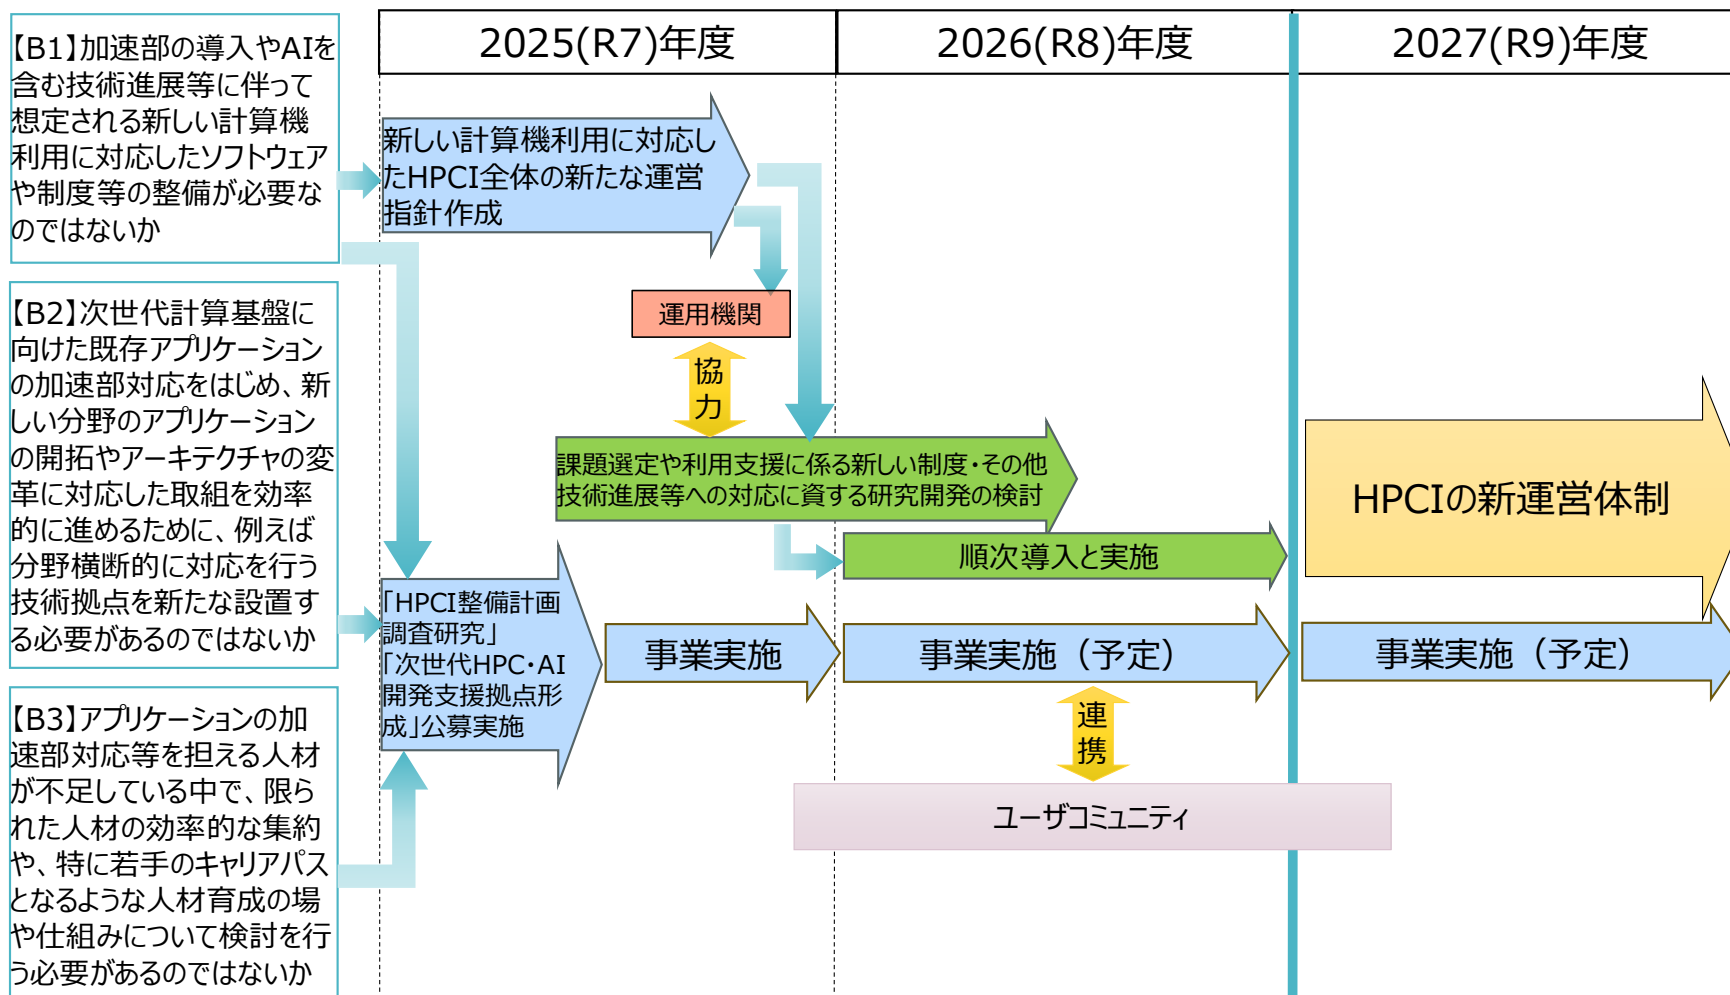 【B1】加速部の導入やAIを
含む技術進展等に伴って
想定される新しい計算機
利用に対応したソフトウェア
や制度等の整備が必要な
のではないか
【B2】次世代計算基盤に
向けた既存アプリケーション
の加速部対応をはじめ、新
しい分野のアプリケーション
の開拓やアーキテクチャの変
革に対応した取組を効率
的に進めるために、例えば
分野横断的に対応を行う
技術拠点を新たな設置す
る必要があるのではないか
【B3】アプリケーションの加
速部対応等を担える人材
が不足している中で、限ら
れた人材の効率的な集約
や、特に若手のキャリアパス
となるような人材育成の場
や仕組みについて検討を行
う必要があるのではないか
2025(R7)年度
2026(R8)年度
2027(R9)年度
新しい計算機利用に対応し
たHPCI全体の新たな運営
指針作成
運用機関
協
力
課題選定や利用支援に係る新しい制度・その他
技術進展等への対応に資する研究開発の検討
順次導入と実施
HPCIの新運営体制
「HPCI整備計画
調査研究」
「次世代HPC・AI
開発支援拠点形
成」公募実施
事業実施
事業実施（予定）
事業実施（予定）
連
携
ユーザコミュニティ